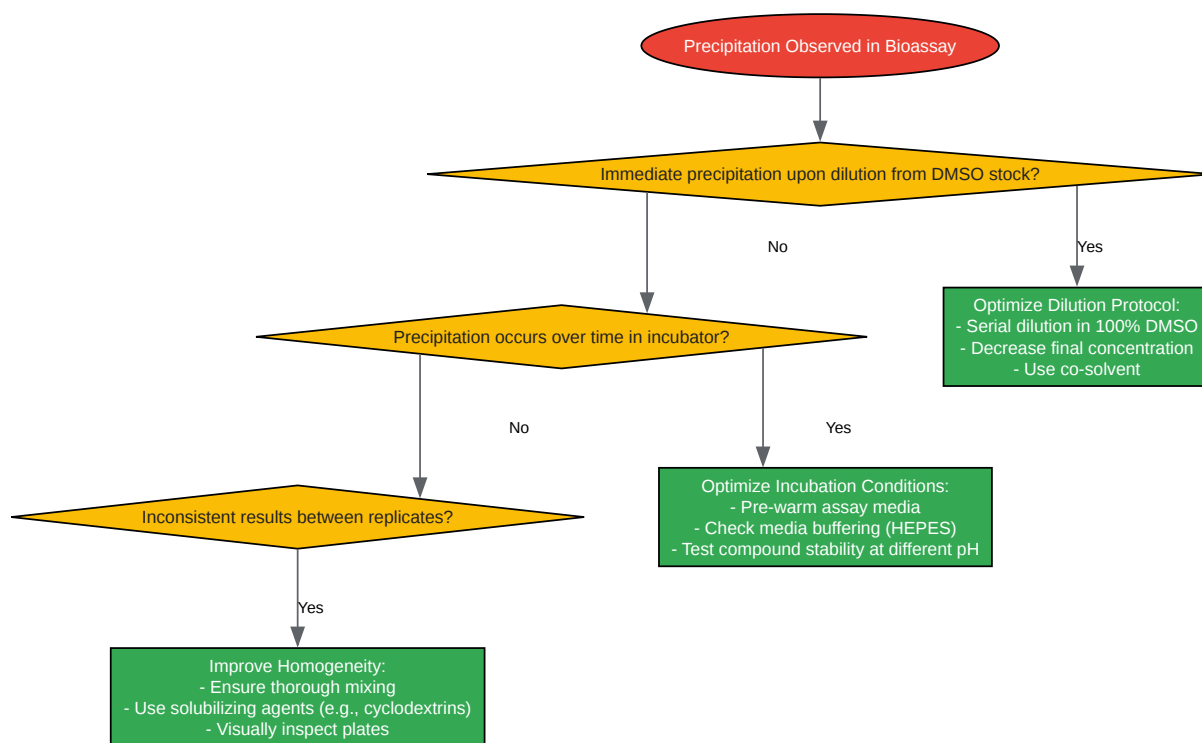 Precipitation Observed in Bioassay
Immediate precipitation upon dilution from DMSO stock?
No
Yes
Optimize Dilution Protocol:
- Serial dilution in 100% DMSO
- Decrease final concentration
- Use co-solvent
Precipitation occurs over time in incubator?
No
Yes
Optimize Incubation Conditions:
- Pre-warm assay media
- Check media buffering (HEPES)
- Test compound stability at different pH
Inconsistent results between replicates?
Yes
Improve Homogeneity:
- Ensure thorough mixing
- Use solubilizing agents (e.g., cyclodextrins)
- Visually inspect plates